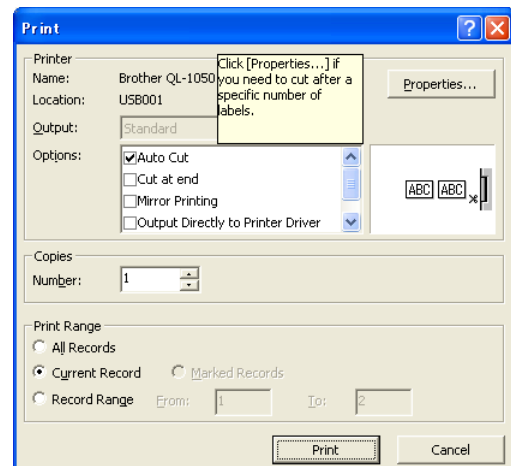 Print
Printer
Name: Brother QL-1050
Click [Properties...] if
you need to cut after a
specific number of
labels.
Properties...
Location: USB001
Output: Standard
Options:
Auto Cut
Cut at end
Mirror Printing
Output Directly to Printer Driver
ABC ABC
Copies
Number: 1
Print Range
All Records
Current Record Marked Records
Record Range From: 1 To: 2
Print Cancel